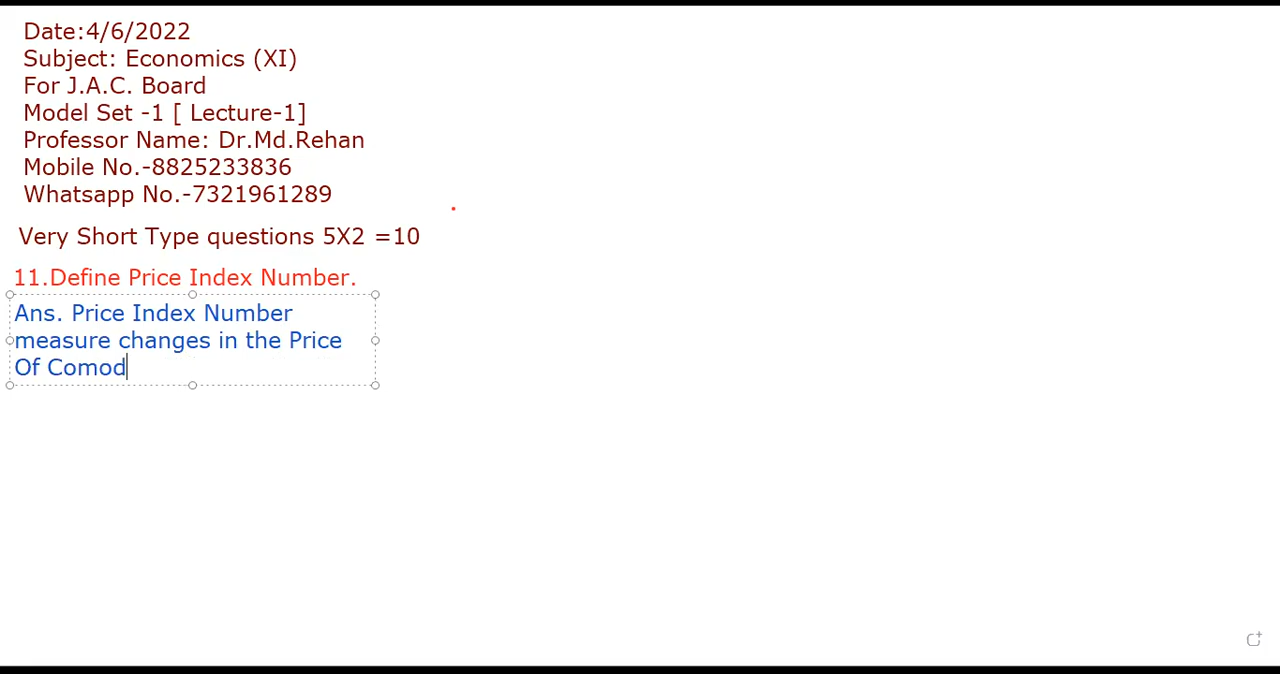 Date:4/6/2022
Subject: Economics (XI)
For J.A.C. Board
Model Set -1 [ Lecture-1]
Professor Name: Dr.Md.Rehan
Mobile No.-8825233836
Whatsapp No.-7321961289
Very Short Type questions 5X2 =10
11.Define Price Index Number.
Ans. Price Index Number
measure changes in the Price
Of Comod